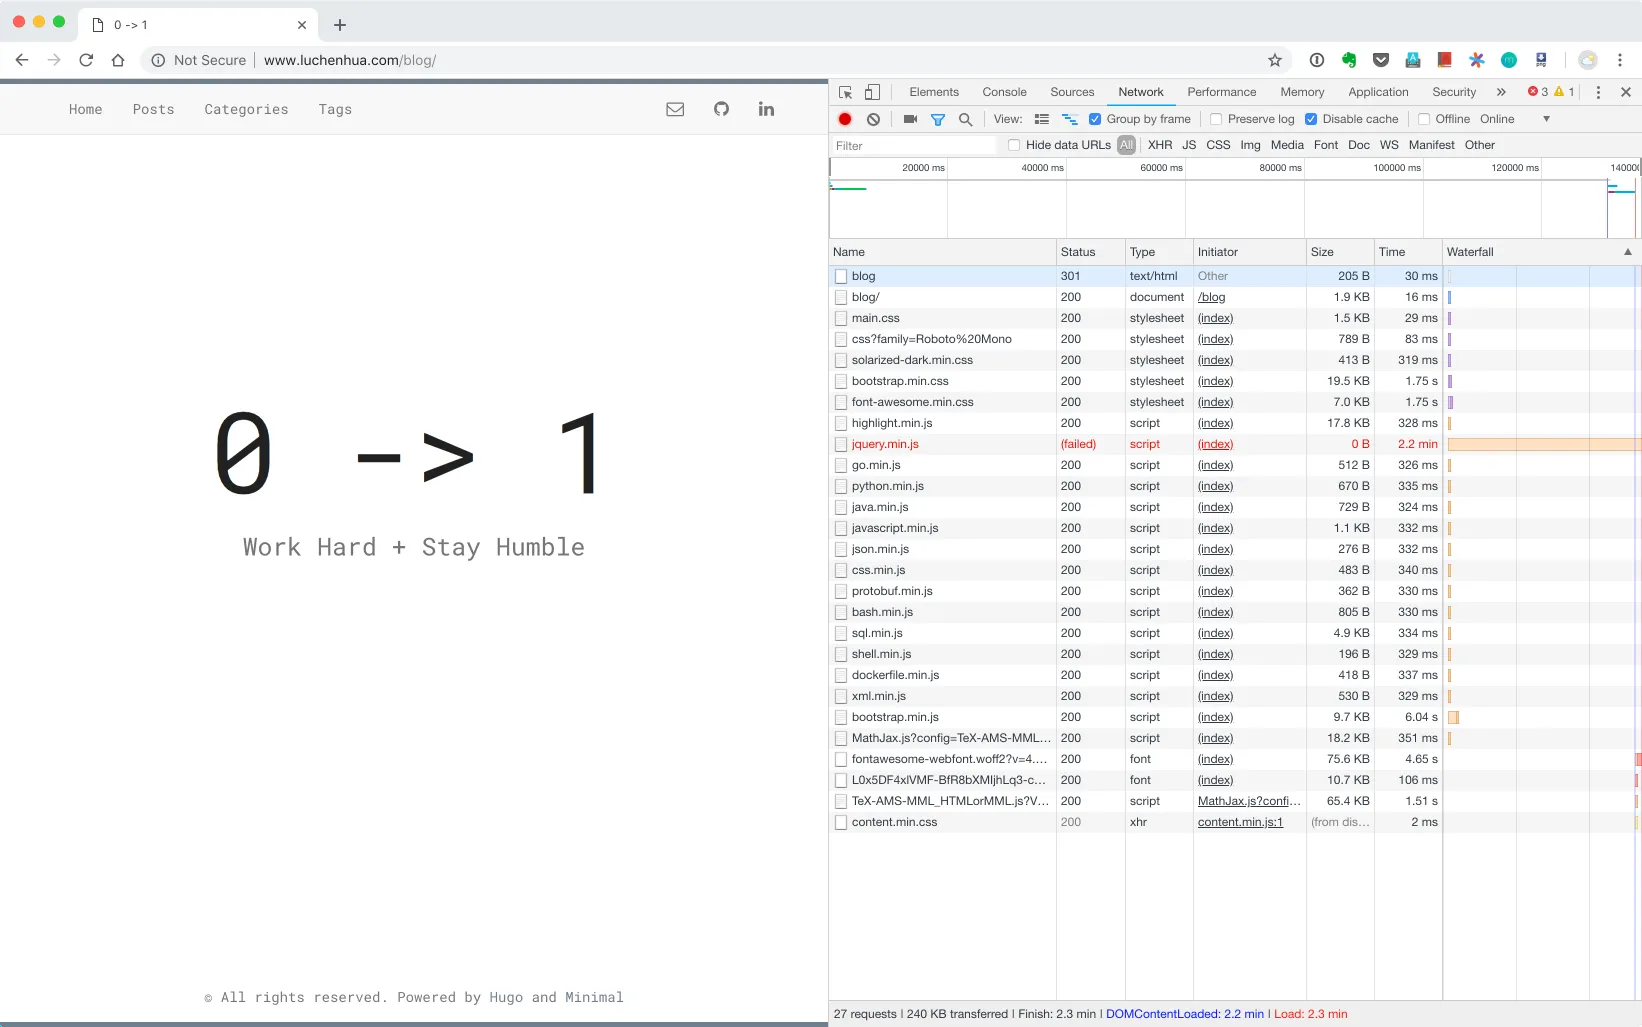 0 -> 1
Not Secure | www.luchenhua.com/blog/
Home Posts Categories Tags
0 -> 1
Work Hard + Stay Humble
© All rights reserved. Powered by Hugo and Minimal
Elements Console Sources Network Performance Memory Application Security » 3 1
View: Group by frame Preserve log Disable cache Offline Online
Filter Hide data URLs All XHR JS CSS Img Media Font Doc WS Manifest Other
20000 ms 40000 ms 60000 ms 80000 ms 100000 ms 120000 ms 14000
Name Status Type Initiator Size Time Waterfall
blog 301 text/html Other 205 B 30 ms
blog/ 200 document /blog 1.9 KB 16 ms
main.css 200 stylesheet (index) 1.5 KB 29 ms
css?family=Roboto%20Mono 200 stylesheet (index) 789 B 83 ms
solarized-dark.min.css 200 stylesheet (index) 413 B 319 ms
bootstrap.min.css 200 stylesheet (index) 19.5 KB 1.75 s
font-awesome.min.css 200 stylesheet (index) 7.0 KB 1.75 s
highlight.min.js 200 script (index) 17.8 KB 328 ms
jquery.min.js (failed) script (index) 0 B 2.2 min
go.min.js 200 script (index) 512 B 326 ms
python.min.js 200 script (index) 670 B 335 ms
java.min.js 200 script (index) 729 B 324 ms
javascript.min.js 200 script (index) 1.1 KB 332 ms
json.min.js 200 script (index) 276 B 332 ms
css.min.js 200 script (index) 483 B 340 ms
protobuf.min.js 200 script (index) 362 B 330 ms
bash.min.js 200 script (index) 805 B 330 ms
sql.min.js 200 script (index) 4.9 KB 334 ms
shell.min.js 200 script (index) 196 B 329 ms
dockerfile.min.js 200 script (index) 418 B 337 ms
xml.min.js 200 script (index) 530 B 329 ms
bootstrap.min.js 200 script (index) 9.7 KB 6.04 s
MathJax.js?config=TeX-AMS-MML... 200 script (index) 18.2 KB 351 ms
fontawesome-webfont.woff2?v=4.... 200 font (index) 75.6 KB 4.65 s
L0x5DF4xlVMF-BfR8bXMIjhLq3-c... 200 font (index) 10.7 KB 106 ms
TeX-AMS-MML_HTMLorMML.js?V... 200 script MathJax.js?confi... 65.4 KB 1.51 s
content.min.css 200 xhr content.min.js:1 (from dis... 2 ms
27 requests | 240 KB transferred | Finish: 2.3 min | DOMContentLoaded: 2.2 min | Load: 2.3 min